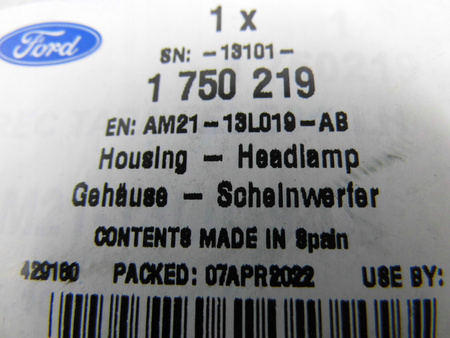 Ford
1 x
SN: -13101-
1 750 219
EN: AM21-13L019-AB
Housing - Headlamp
Gehäuse - Scheinwerfer
CONTENTS MADE IN Spain
429160 PACKED: 07APR2022 USE BY: